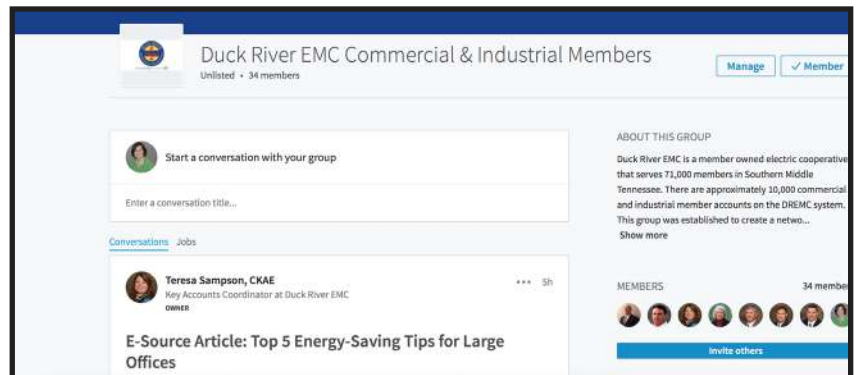 Duck River EMC Commercial & Industrial Members
Unlisted • 34 members
Manage
✓ Member
Start a conversation with your group
Enter a conversation title...
Conversations Jobs
Teresa Sampson, CKAE
Key Accounts Coordinator at Duck River EMC
OWNER
••• 5h
E-Source Article: Top 5 Energy-Saving Tips for Large
Offices
ABOUT THIS GROUP
Duck River EMC is a member owned electric cooperative
that serves 71,000 members in Southern Middle
Tennessee. There are approximately 10,000 commercial
and industrial member accounts on the DREMC system.
This group was established to create a netwo...
Show more
MEMBERS
34 member
Invite others